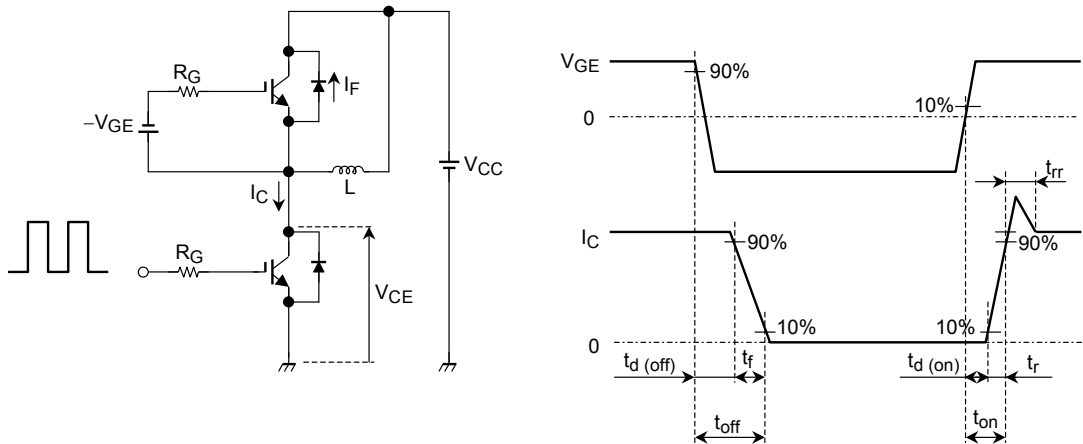 R_G
−V_GE
I_F
V_CC
L
I_C
R_G
V_CE
V_GE
90%
10%
0
t_rr
I_C
90%
90%
10%
10%
0
t_d (off)
t_f
t_d (on)
t_r
t_off
t_on